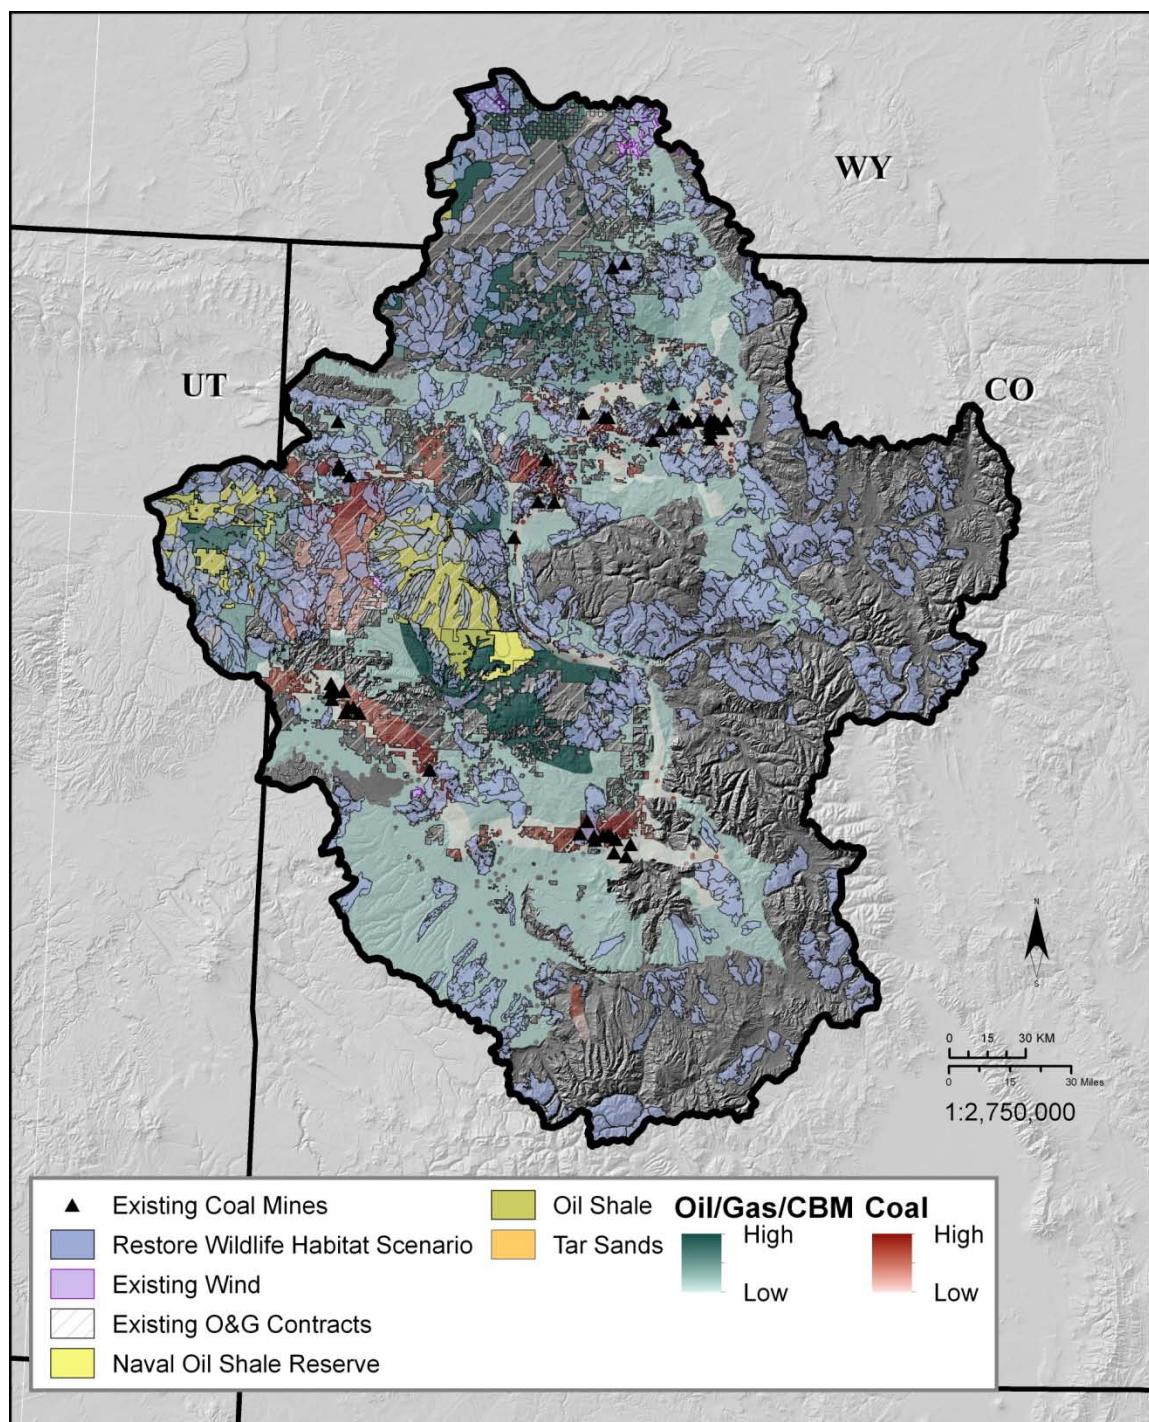 WY
UT
CO
N
S
0 15 30 KM
0 15 30 Miles
1:2,750,000
Existing Coal Mines
Restore Wildlife Habitat Scenario
Existing Wind
Existing O&G Contracts
Naval Oil Shale Reserve
Oil Shale
Tar Sands
Oil/Gas/CBM
High
Low
Coal
High
Low